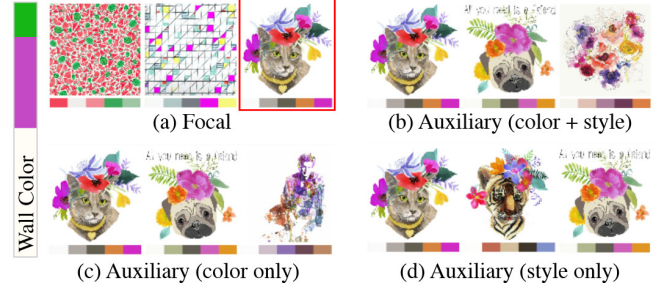 Wall Color
All you need is a friend
(a) Focal
(b) Auxiliary (color + style)
All you need is a friend
All you need is a friend
(c) Auxiliary (color only)
(d) Auxiliary (style only)